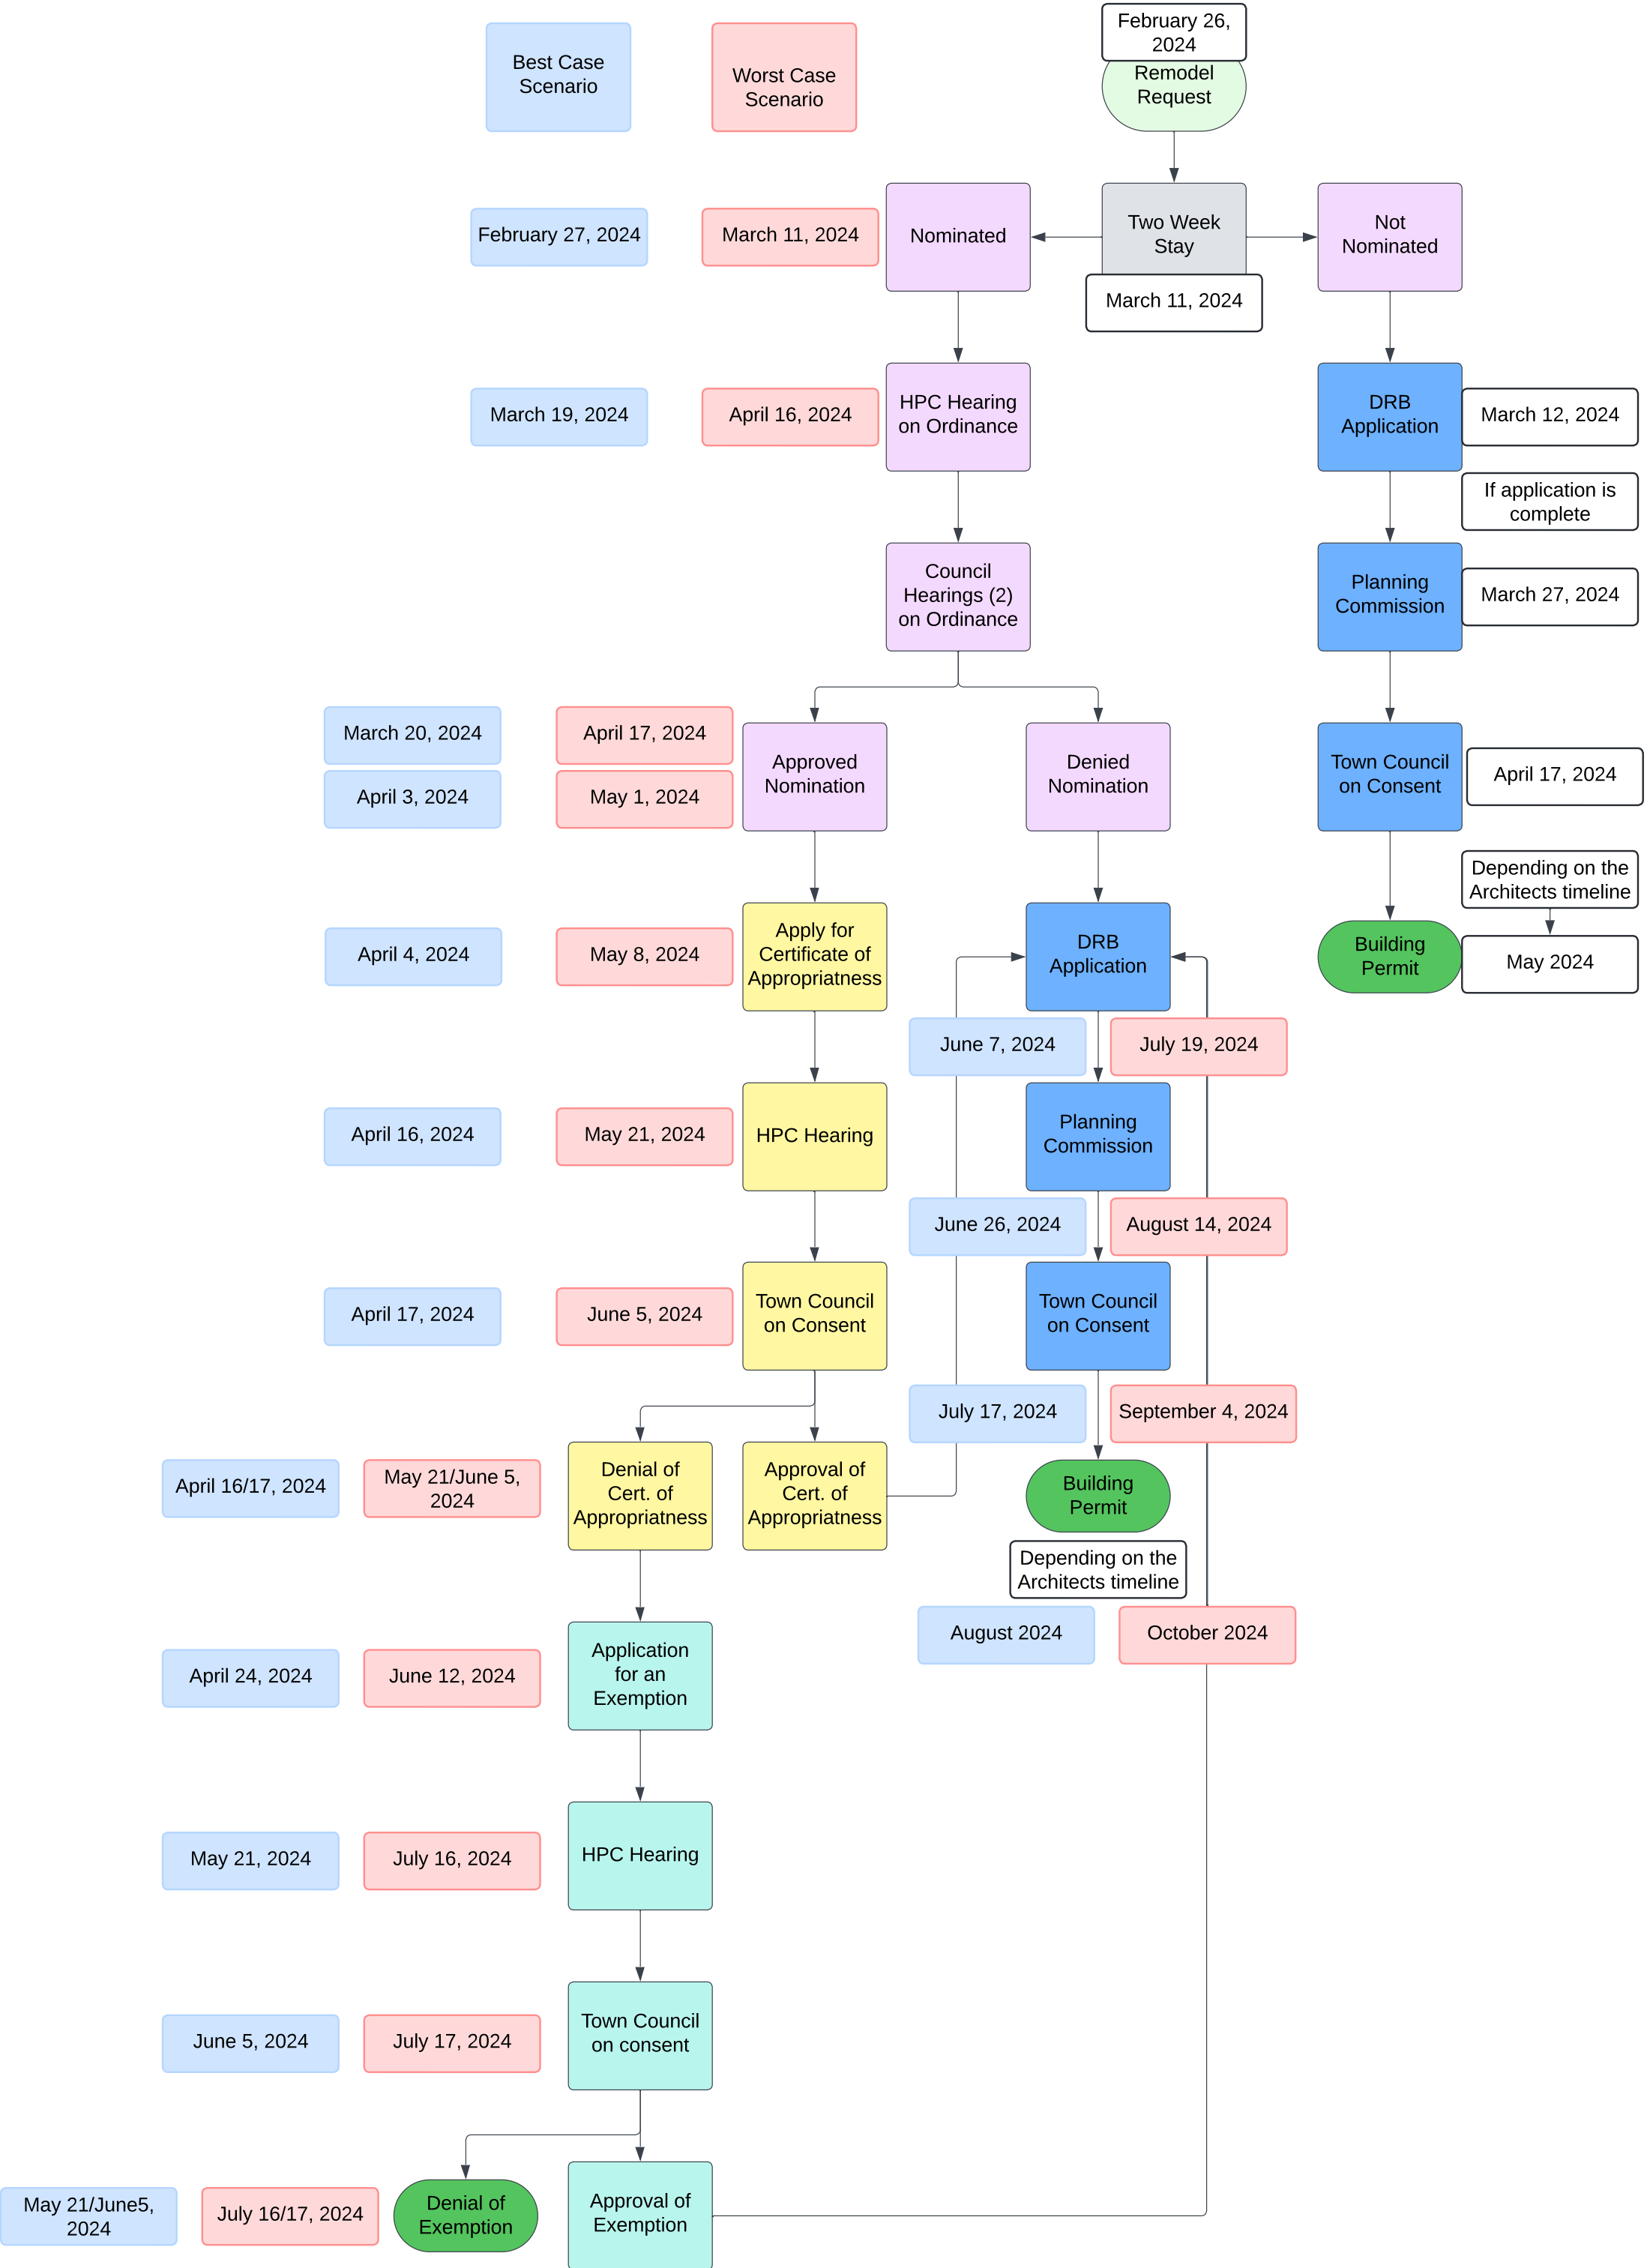 February 26,
2024
Best Case
Scenario
Worst Case
Scenario
Remodel
Request
February 27, 2024
March 11, 2024
Nominated
Two Week
Stay
Not
Nominated
March 11, 2024
March 19, 2024
April 16, 2024
HPC Hearing
on Ordinance
DRB
Application
March 12, 2024
If application is
complete
Council
Hearings (2)
on Ordinance
Planning
Commission
March 27, 2024
March 20, 2024
April 17, 2024
April 3, 2024
May 1, 2024
Approved
Nomination
Denied
Nomination
Town Council
on Consent
April 17, 2024
Depending on the
Architects timeline
April 4, 2024
May 8, 2024
Apply for
Certificate of
Appropriatness
DRB
Application
Building
Permit
May 2024
June 7, 2024
July 19, 2024
April 16, 2024
May 21, 2024
HPC Hearing
Planning
Commission
June 26, 2024
August 14, 2024
April 17, 2024
June 5, 2024
Town Council
on Consent
Town Council
on Consent
July 17, 2024
September 4, 2024
April 16/17, 2024
May 21/June 5,
2024
Denial of
Cert. of
Appropriatness
Approval of
Cert. of
Appropriatness
Building
Permit
Depending on the
Architects timeline
August 2024
October 2024
April 24, 2024
June 12, 2024
Application
for an
Exemption
May 21, 2024
July 16, 2024
HPC Hearing
June 5, 2024
July 17, 2024
Town Council
on consent
May 21/June5,
2024
July 16/17, 2024
Denial of
Exemption
Approval of
Exemption